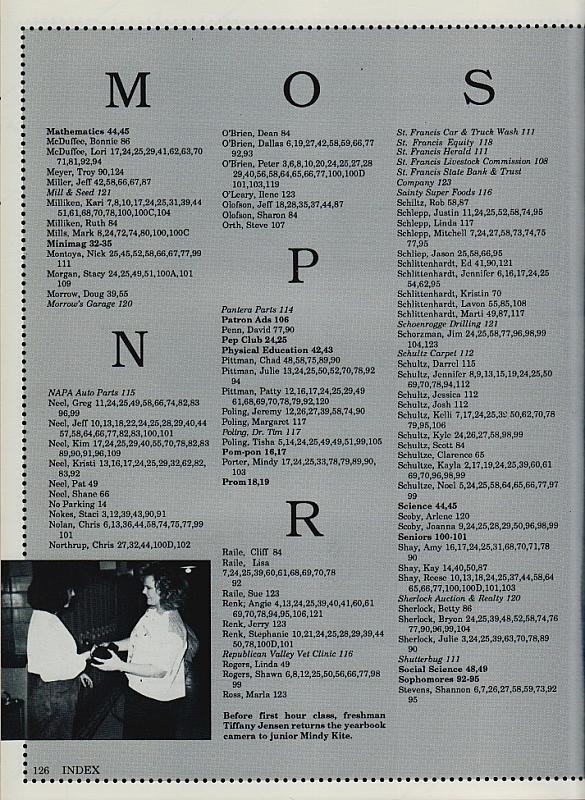 M
Mathematics 44,45
McDuffee, Bonnie 86
McDuffee, Lori 17,24,25,29,41,62,63,70
71,81,92,94
Meyer, Troy 90,124
Miller, Jeff 42,58,66,67,87
Mill & Seed 121
Milliken, Kari 7,8,10,17,24,25,31,39,44
51,61,68,70,78,100,100C,104
Milliken, Ruth 84
Mills, Mark 8,24,72,74,80,100,100C
Minimag 32-35
Montoya, Nick 25,45,52,58,66,67,77,99
111
Morgan, Stacy 24,25,49,51,100A,101
109
Morrow, Doug 39,55
Morrow's Garage 120
N
NAPA Auto Parts 115
Neel, Greg 11,24,25,49,58,66,74,82,83
96,99
Neel, Jeff 10,13,18,22,24,25,28,29,40,44
57,58,64,66,77,82,83,100,101
Neel, Kim 17,24,25,29,40,55,70,78,82,83
89,90,91,96,109
Neel, Kristi 13,16,17,24,25,29,32,62,82,
83,92
Neel, Pat 49
Neel, Shane 66
No Parking 14
Nokes, Staci 3,12,39,43,90,91
Nolan, Chris 6,13,36,44,58,74,75,77,99
101
Northrup, Chris 27,32,44,100D,102
O
O'Brien, Dean 84
O'Brien, Dallas 6,19,27,42,58,59,66,77
92,93
O'Brien, Peter 3,6,8,10,20,24,25,27,28
29,40,56,58,64,65,66,77,100,100D
101,103,119
O'Leary, Ilene 123
Olofson, Jeff 18,28,35,37,44,87
Olofson, Sharon 84
Orth, Steve 107
P
Pantera Parts 114
Patron Ads 106
Penn, David 77,90
Pep Club 24,25
Physical Education 42,43
Pittman, Chad 48,58,75,89,90
Pittman, Julie 13,24,25,50,52,70,78,92
94
Pittman, Patty 12,16,17,24,25,29,49
61,68,69,70,78,79,92,120
Poling, Jeremy 12,26,27,39,58,74,90
Poling, Margaret 117
Poling, Dr. Tim 117
Poling, Tisha 5,14,24,25,49,49,51,99,105
Pom-pon 16,17
Porter, Mindy 17,24,25,33,78,79,89,90,
103
Prom 18,19
R
Raile, Cliff 84
Raile, Lisa
7,24,25,39,60,61,68,69,70,78
92
Raile, Sue 123
Renk, Angie 4,13,24,25,39,40,41,60,61
69,70,78,94,95,106,121
Renk, Jerry 123
Renk, Stephanie 10,21,24,25,28,29,39,44
50,78,100D,101
Republican Valley Vet Clinic 116
Rogers, Linda 49
Rogers, Shawn 6,8,12,25,50,56,66,77,98
99
Ross, Marla 123
S
St. Francis Car & Truck Wash 111
St. Francis Equity 118
St. Francis Herald 111
St. Francis Livestock Commission 108
St. Francis State Bank & Trust
Company 123
Sainty Super Foods 116
Schiltz, Rob 58,87
Schlepp, Justin 11,24,25,52,58,74,95
Schlepp, Linda 117
Schlepp, Mitchell 7,24,27,58,73,74,75
77,95
Schliep, Jason 25,58,66,95
Schlittenhardt, Ed 41,90,121
Schlittenhardt, Jennifer 6,16,17,24,25
54,62,95
Schlittenhardt, Kristin 70
Schlittenhardt, Lavon 55,85,108
Schlittenhardt, Marti 49,87,117
Schoenrogge Drilling 121
Schorzman, Jim 24,25,58,77,96,98,99
104,123
Schultz Carpet 112
Schultz, Darrel 115
Schultz, Jennifer 8,9,13,15,19,24,25,50
69,70,78,94,112
Schultz, Jessica 112
Schultz, Josh 112
Schultz, Kelly 7,17,24,25,35,50,62,70,78
79,95,106
Schultz, Kyle 24,26,27,58,98,99
Schultz, Scott 84
Schultze, Clarence 65
Schultze, Kayla 2,17,19,24,25,39,60,61
69,70,96,98,99
Schultze, Noel 5,24,25,58,64,65,66,77,97
99
Science 44,45
Scoby, Arlene 120
Scoby, Joanna 9,24,25,28,29,50,96,98,99
Seniors 100-101
Shay, Amy 16,17,24,25,31,68,70,71,78
90
Shay, Kay 14,40,50,87
Shay, Reese 10,13,18,24,25,37,44,58,64
65,66,77,100,100D,101,103
Sherlock Auction & Realty 120
Sherlock, Betty 86
Sherlock, Bryon 24,25,39,48,52,58,74,76
77,90,96,99,104
Sherlock, Julie 3,24,25,39,63,70,78,89
90
Shutterbug 111
Social Science 48,49
Sophomores 92-95
Stevens, Shannon 6,7,26,27,58,59,73,92
95
Before first hour class, freshman
Tiffany Jensen returns the yearbook
camera to junior Mindy Kite.
126 INDEX